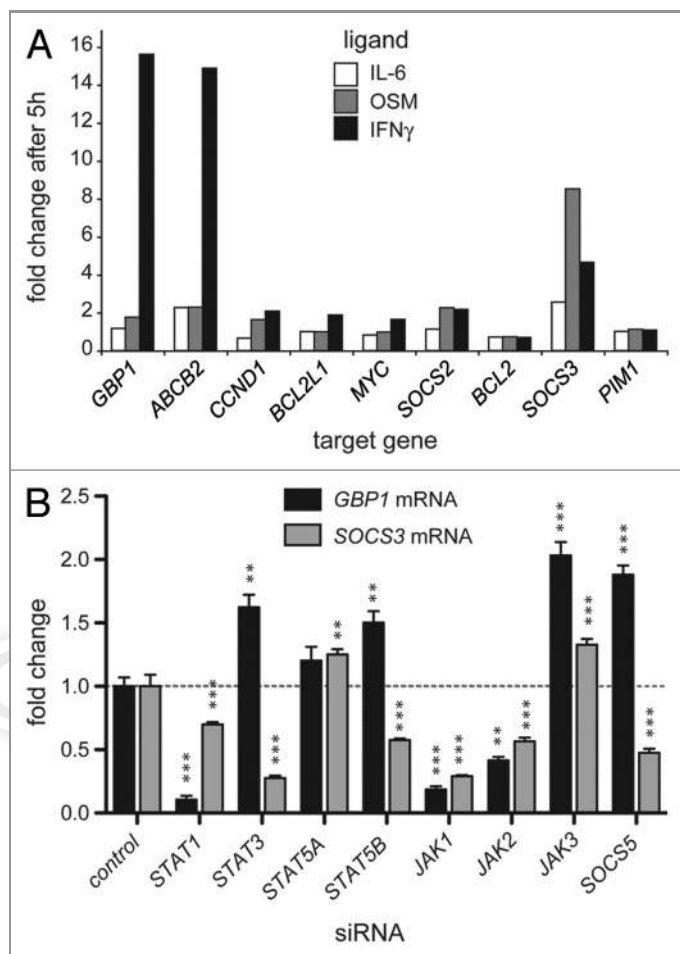 A
ligand
IL-6
OSM
IFNγ
fold change after 5h
16
14
12
10
8
6
4
2
0
GBP1 ABCB2 CCND1 BCL2L1 MYC SOCS2 BCL2 SOCS3 PIM1
target gene
B
GBP1 mRNA
SOCS3 mRNA
fold change
2.5
2.0
1.5
1.0
0.5
0.0
*** *** ** *** ** ** *** *** *** ** *** *** *** *** ***
control STAT1 STAT3 STAT5A STAT5B JAK1 JAK2 JAK3 SOCS5
siRNA